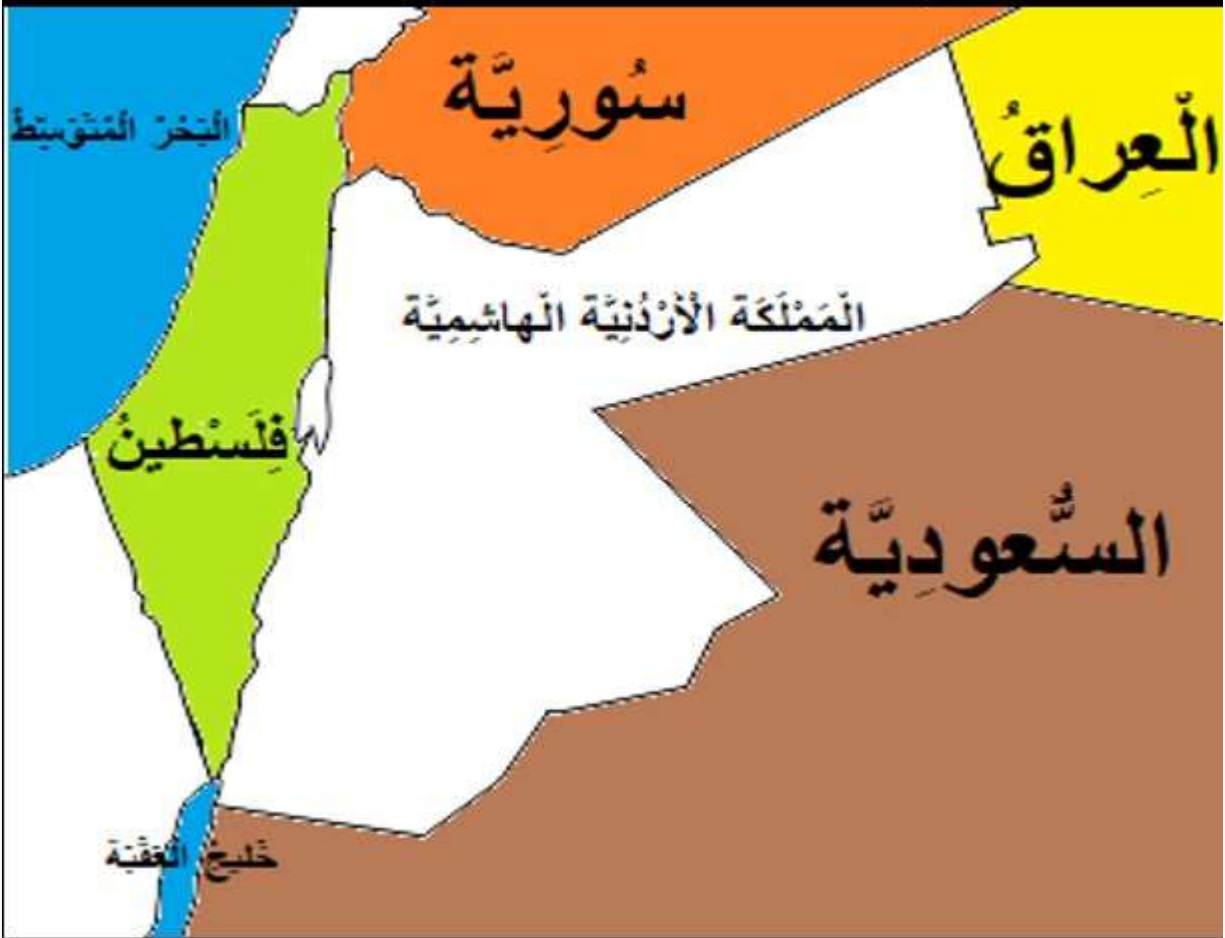 سُورِيَّة
الْعِراقُ
الْبَحْرُ الْمُتَوَسِّطُ
الْمَمْلَكَة الْأُرْدُنِيَّة الْهاشِمِيَّة
فِلَسْطينُ
السُّعودِيَّة
خَليجُ الْعَقَبَة